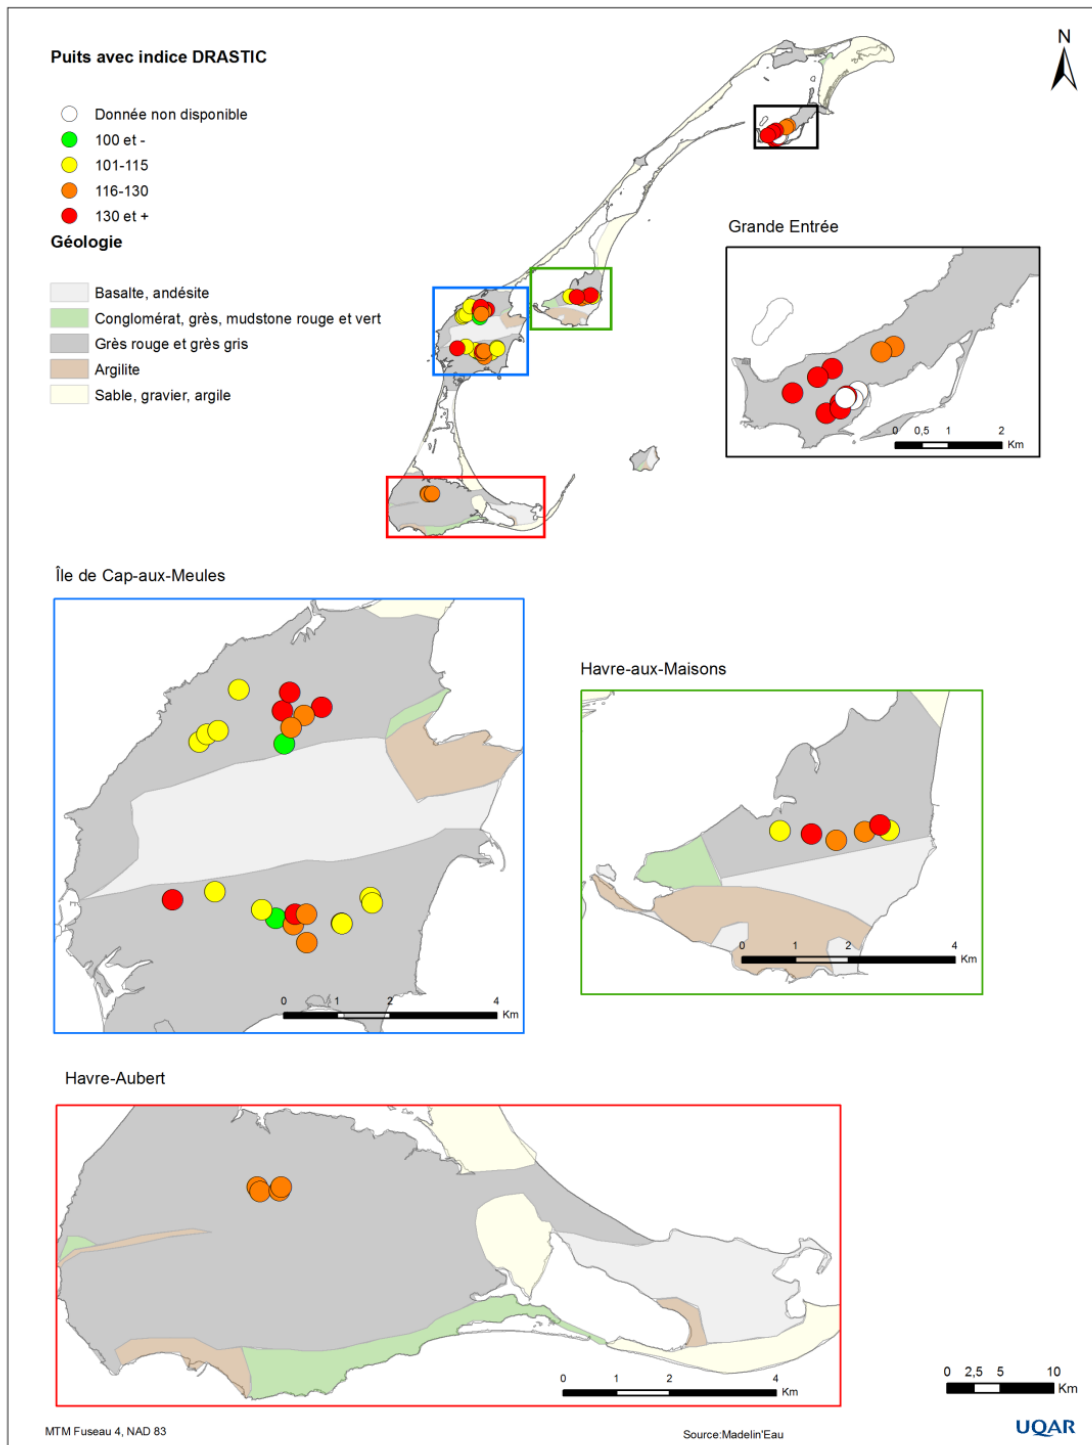 Puits avec indice DRASTIC
Donnée non disponible
100 et -
101-115
116-130
130 et +
Géologie
Basalte, andésite
Conglomérat, grès, mudstone rouge et vert
Grès rouge et grès gris
Argilite
Sable, gravier, argile
N
Grande Entrée
0 0,5 1 2
Km
Île de Cap-aux-Meules
0 1 2 4
Km
Havre-aux-Maisons
0 1 2 4
Km
Havre-Aubert
0 1 2 4
Km
0 2,5 5 10
Km
MTM Fuseau 4, NAD 83
Source:Madelin'Eau
UQAR